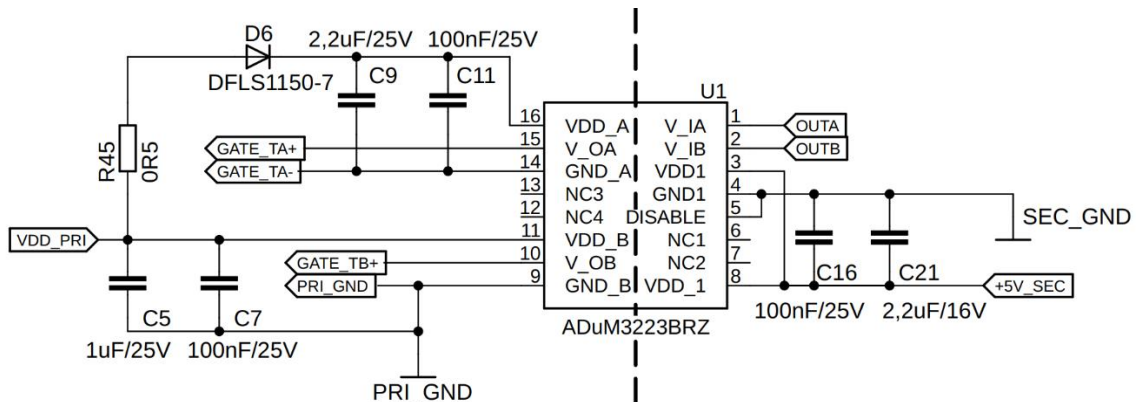 D6
2,2uF/25V
100nF/25V
DFLS1150-7
C9
C11
U1
R45
0R5
GATE_TA+
GATE_TA-
VDD_PRI
GATE_TB+
PRI_GND
16
15
14
13
12
11
10
9
VDD_A
V_OA
GND_A
NC3
NC4
VDD_B
V_OB
GND_B
V_IA
V_IB
VDD1
GND1
DISABLE
NC1
NC2
VDD_1
1
2
3
4
5
6
7
8
OUTA
OUTB
SEC_GND
C16
C21
+5V_SEC
100nF/25V
2,2uF/16V
ADuM3223BRZ
C5
C7
1uF/25V
100nF/25V
PRI_GND